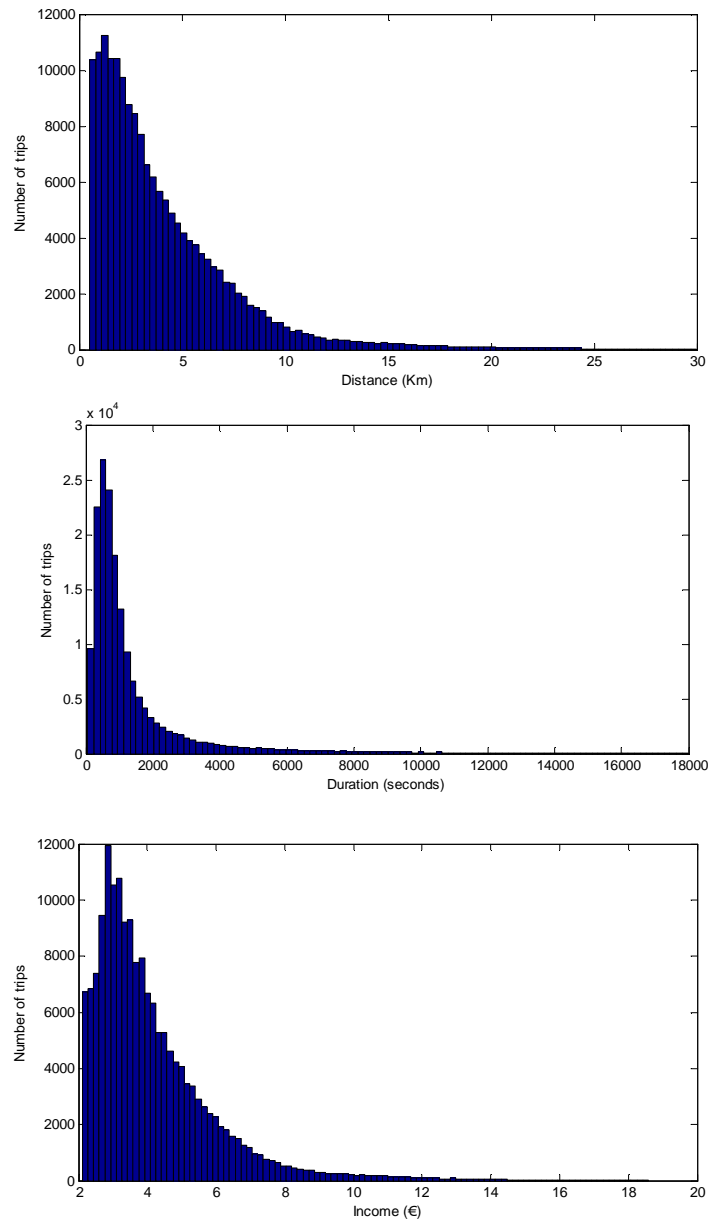 12000
10000
8000
6000
4000
2000
0
Number of trips
0 5 10 15 20 25 30
Distance (Km)
x 10^4
3
2.5
2
1.5
1
0.5
0
Number of trips
0 2000 4000 6000 8000 10000 12000 14000 16000 18000
Duration (seconds)
12000
10000
8000
6000
4000
2000
0
Number of trips
2 4 6 8 10 12 14 16 18 20
Income (€)